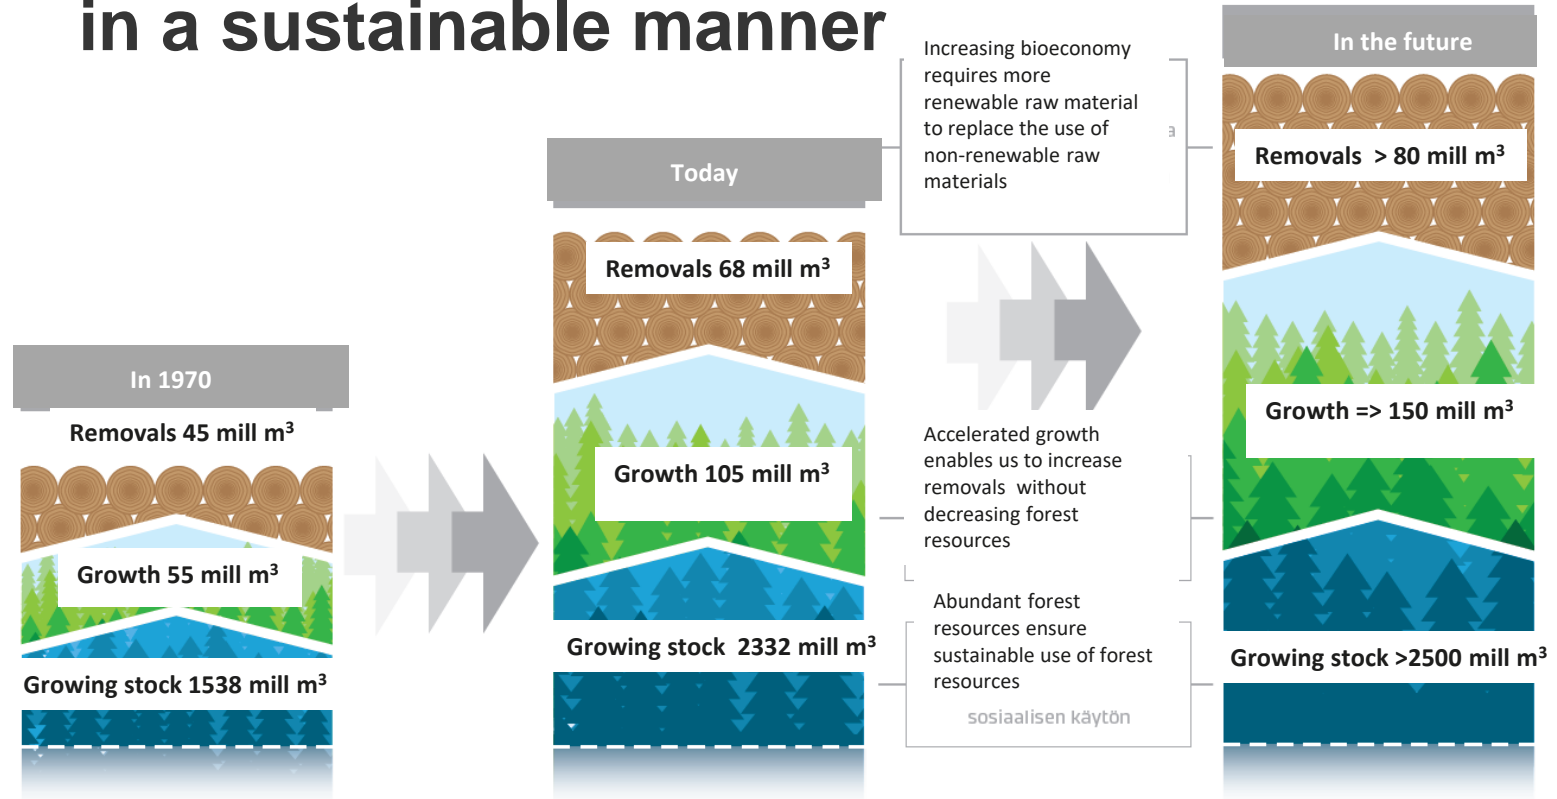 in a sustainable manner
In 1970
Removals 45 mill m³
Growth 55 mill m³
Growing stock 1538 mill m³
Today
Removals 68 mill m³
Growth 105 mill m³
Growing stock 2332 mill m³
Increasing bioeconomy
requires more
renewable raw material
to replace the use of
non-renewable raw
materials
Accelerated growth
enables us to increase
removals without
decreasing forest
resources
Abundant forest
resources ensure
sustainable use of forest
resources
sosiaalisen käytön
In the future
Removals > 80 mill m³
Growth => 150 mill m³
Growing stock >2500 mill m³